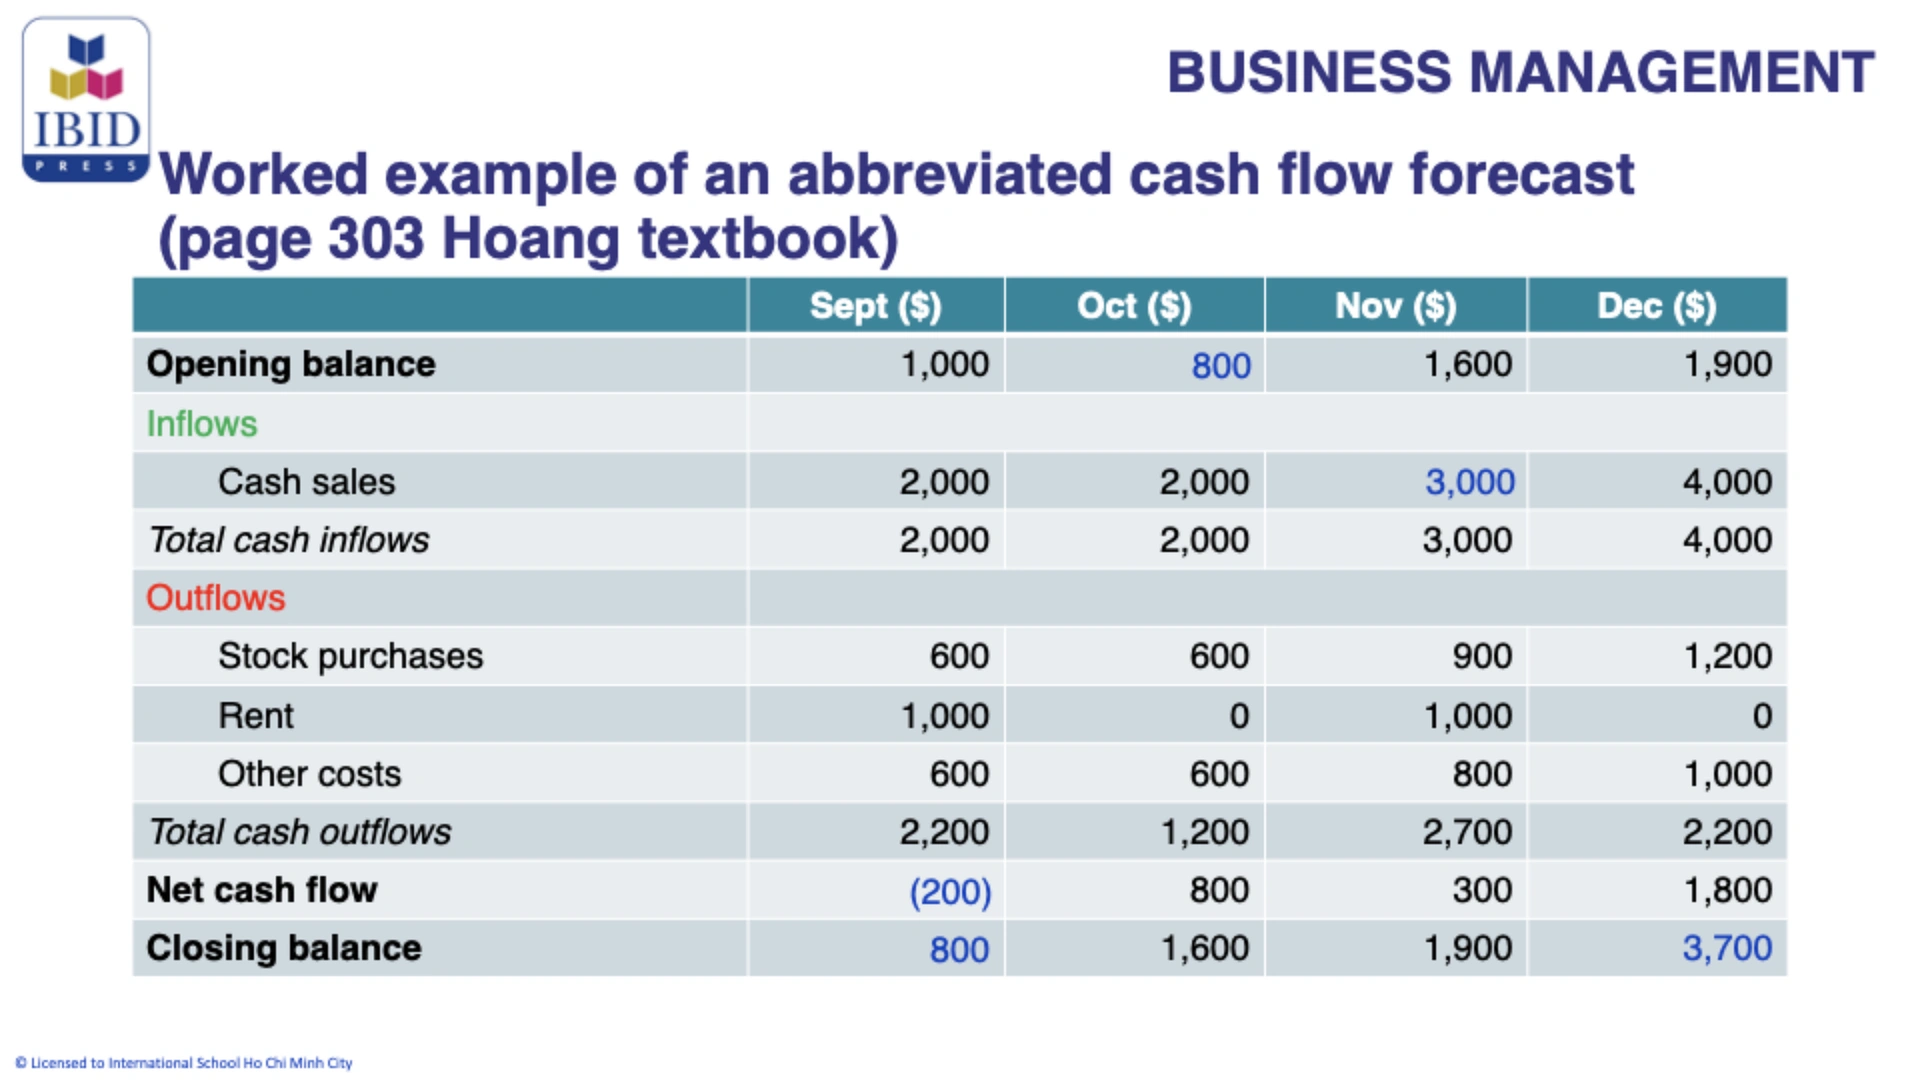 IBID
PRESS
BUSINESS MANAGEMENT
Worked example of an abbreviated cash flow forecast
(page 303 Hoang textbook)
Sept ($) Oct ($) Nov ($) Dec ($)
Opening balance 1,000 800 1,600 1,900
Inflows
Cash sales 2,000 2,000 3,000 4,000
Total cash inflows 2,000 2,000 3,000 4,000
Outflows
Stock purchases 600 600 900 1,200
Rent 1,000 0 1,000 0
Other costs 600 600 800 1,000
Total cash outflows 2,200 1,200 2,700 2,200
Net cash flow (200) 800 300 1,800
Closing balance 800 1,600 1,900 3,700
© Licensed to International School Ho Chi Minh City